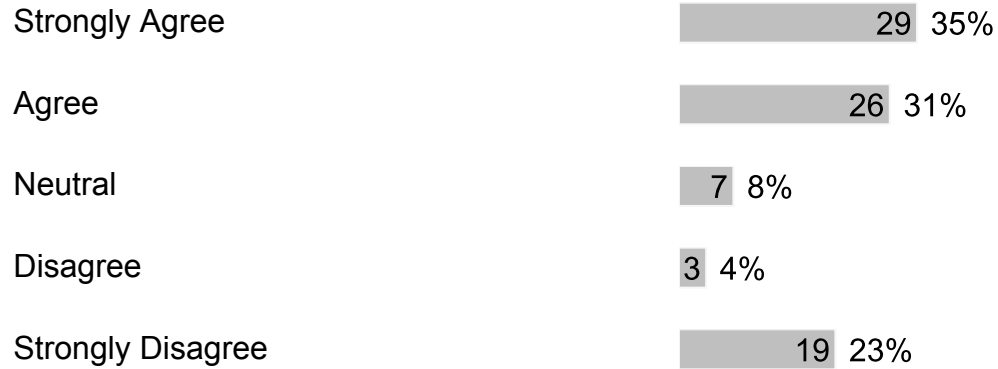 Strongly Agree 29 35%
Agree 26 31%
Neutral 7 8%
Disagree 3 4%
Strongly Disagree 19 23%